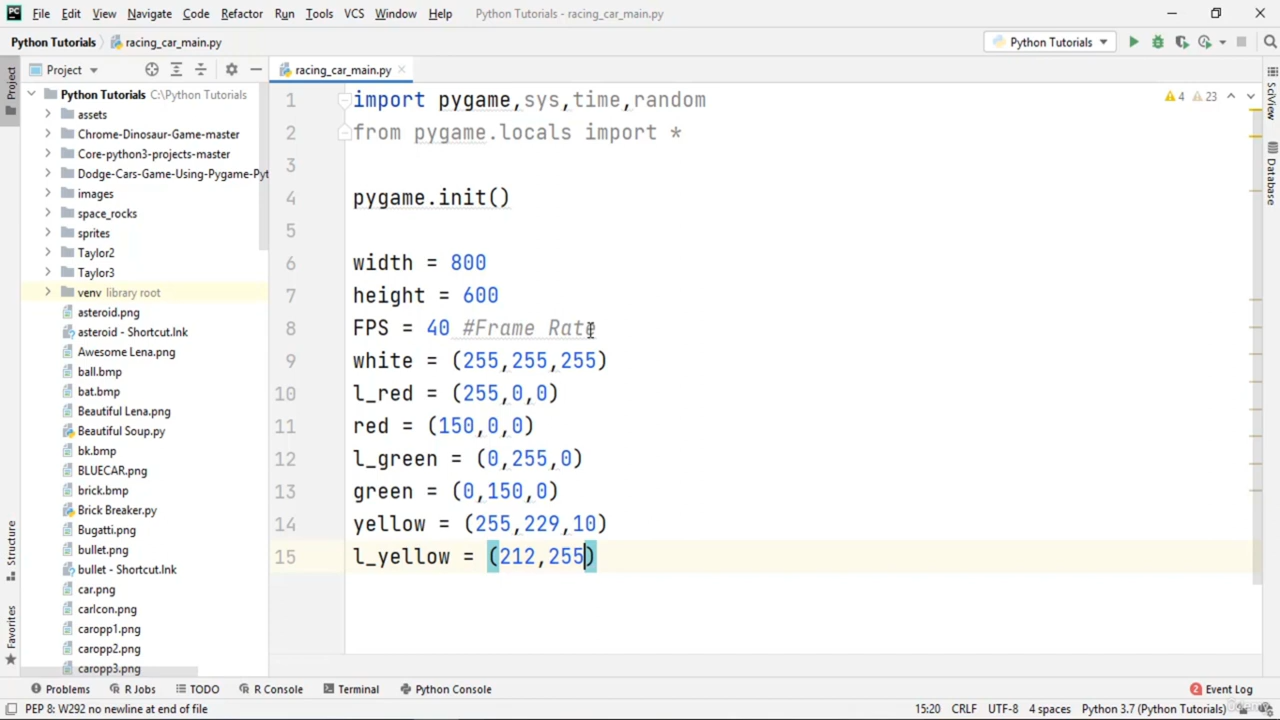 File Edit View Navigate Code Refactor Run Tools VCS Window Help Python Tutorials - racing_car_main.py
Python Tutorials racing_car_main.py Python Tutorials
Project racing_car_main.py
Project
Structure
Favorites
Python Tutorials C:\Python Tutorials
assets
Chrome-Dinosaur-Game-master
Core-python3-projects-master
Dodge-Cars-Game-Using-Pygame-Pyt
images
space_rocks
sprites
Taylor2
Taylor3
venv library root
asteroid.png
asteroid - Shortcut.lnk
Awesome Lena.png
ball.bmp
bat.bmp
Beautiful Lena.png
Beautiful Soup.py
bk.bmp
BLUECAR.png
brick.bmp
Brick Breaker.py
Bugatti.png
bullet.png
bullet - Shortcut.lnk
car.png
carIcon.png
caropp1.png
caropp2.png
caropp3.png
1 import pygame,sys,time,random
2 from pygame.locals import *
3
4 pygame.init()
5
6 width = 800
7 height = 600
8 FPS = 40 #Frame Rate
9 white = (255,255,255)
10 l_red = (255,0,0)
11 red = (150,0,0)
12 l_green = (0,255,0)
13 green = (0,150,0)
14 yellow = (255,229,10)
15 l_yellow = (212,255)
4 23
SciView
Database
Problems R Jobs TODO R Console Terminal Python Console 2 Event Log
PEP 8: W292 no newline at end of file 15:20 CRLF UTF-8 4 spaces Python 3.7 (Python Tutorials)